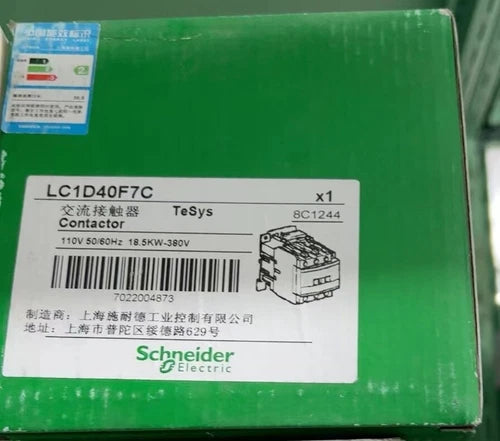 中国能效标识
LC1D40F7C
x1
交流接触器
TeSys
8C1244
Contactor
110V 50/60Hz 18.5KW-380V
7022004873
制造商：上海施耐德工业控制有限公司
地址：上海市普陀区绥德路629号
Schneider
Electric